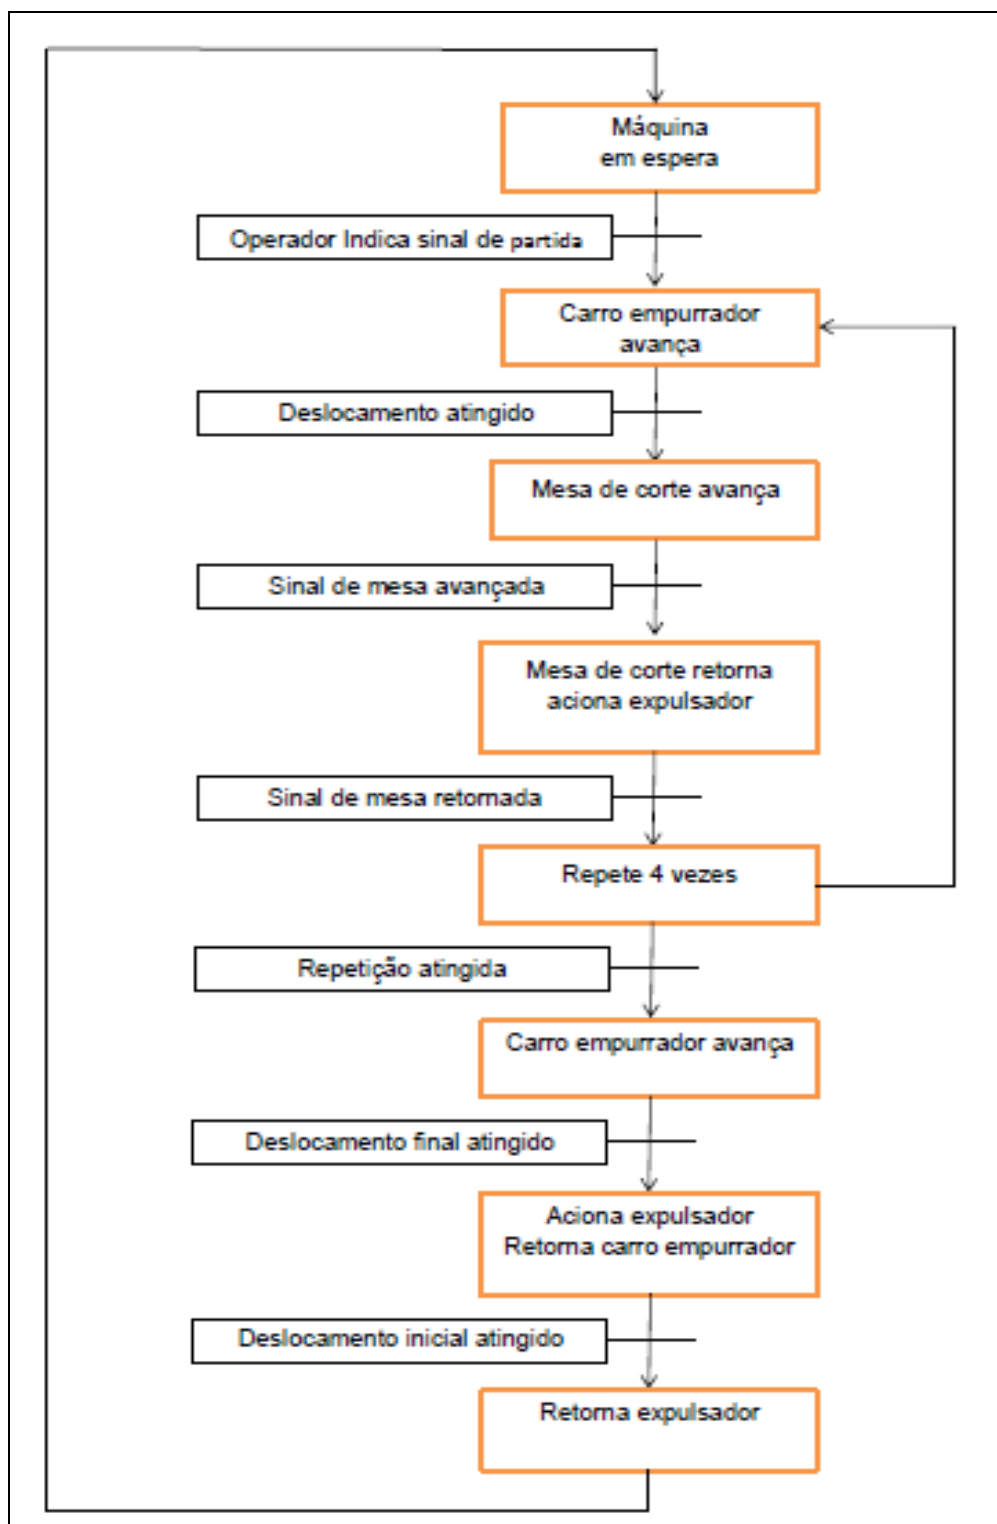 Máquina
em espera
Operador Indica sinal de partida
Carro empurrador
avança
Deslocamento atingido
Mesa de corte avança
Sinal de mesa avançada
Mesa de corte retorna
aciona expulsador
Sinal de mesa retornada
Repete 4 vezes
Repetição atingida
Carro empurrador avança
Deslocamento final atingido
Aciona expulsador
Retorna carro empurrador
Deslocamento inicial atingido
Retorna expulsador